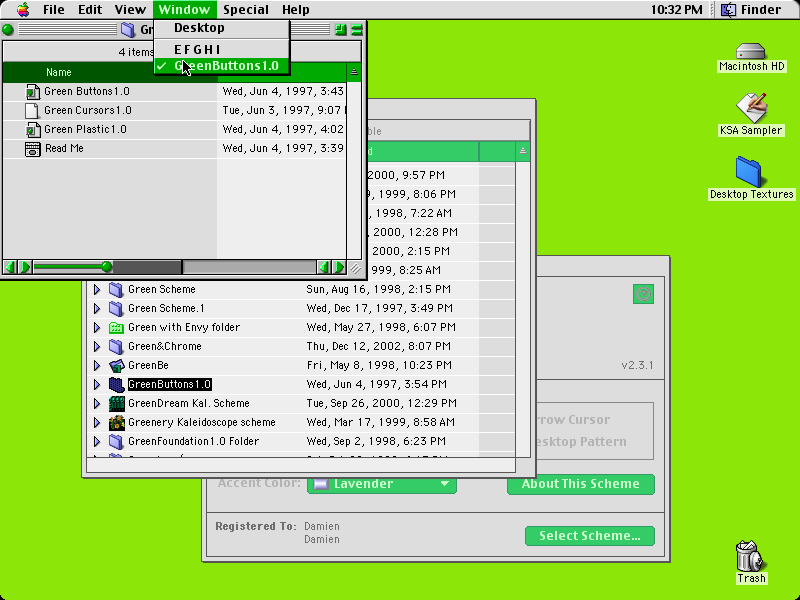 File Edit View Window Special Help 10:32 PM Finder
Desktop
E F G H I
GreenButtons1.0
Gr
4 items
Name
Green Buttons1.0 Wed, Jun 4, 1997, 3:43
Green Cursors1.0 Tue, Jun 3, 1997, 9:07
Green Plastic1.0 Wed, Jun 4, 1997, 4:02
Read Me Wed, Jun 4, 1997, 3:39
ble
d
2000, 9:57 PM
9, 1999, 8:06 PM
, 1998, 7:22 AM
, 2000, 12:28 PM
2000, 2:15 PM
999, 8:25 AM
Green Scheme Sun, Aug 16, 1998, 2:15 PM
Green Scheme.1 Wed, Dec 17, 1997, 3:49 PM
Green with Envy folder Wed, May 27, 1998, 6:07 PM
Green&Chrome Thu, Dec 12, 2002, 8:07 PM
GreenBe Fri, May 8, 1998, 10:23 PM
GreenButtons1.0 Wed, Jun 4, 1997, 3:54 PM
GreenDream Kal. Scheme Tue, Sep 26, 2000, 12:29 PM
Greenery Kaleidoscope scheme Wed, Mar 17, 1999, 8:58 AM
GreenFoundation1.0 Folder Wed, Sep 2, 1998, 6:23 PM
v2.3.1
rrow Cursor
esktop Pattern
Accent Color: Lavender
About This Scheme
Registered To: Damien
Damien
Select Scheme...
Macintosh HD
KSA Sampler
Desktop Textures
Trash